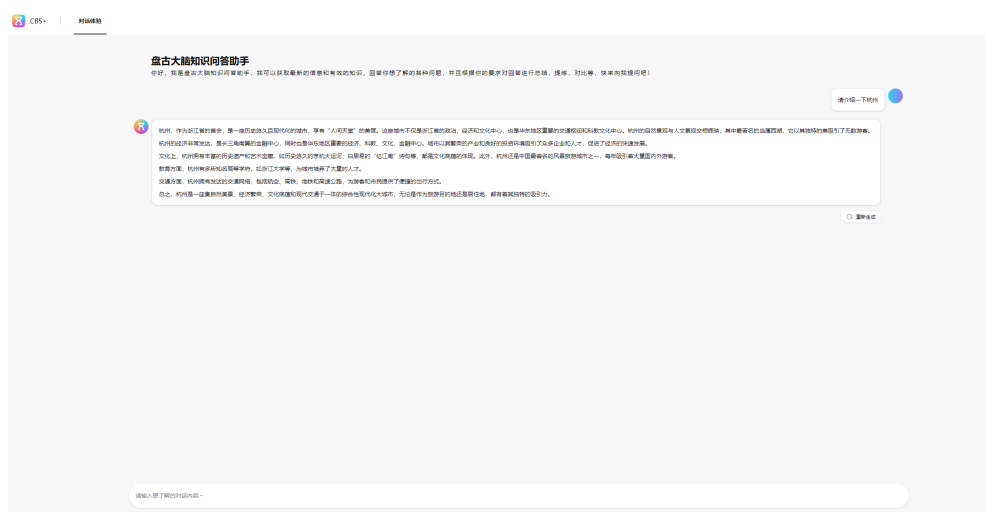 CBS+
对话体验
盘古大脑知识问答助手
你好，我是盘古大脑知识问答助手，我可以获取最新的信息和有效的知识，回答你想了解的各种问题，并且根据你的要求对回答进行总结，提炼，对比等，快来向我提问吧！
请介绍一下杭州
杭州，作为浙江省的省会，是一座历史悠久且现代化的城市，享有“人间天堂”的美誉。这座城市不仅是浙江省的政治、经济和文化中心，也是华东地区重要的交通枢纽和科教文化中心。杭州的自然景观与人文景观交相辉映，其中最著名的当属西湖，它以其独特的美吸引了无数游客。
杭州的经济非常发达，是长三角南翼的金融中心，同时也是华东地区重要的经济、科教、文化、金融中心。城市以其繁荣的产业和良好的投资环境吸引了众多企业和人才，促进了经济的快速发展。
文化上，杭州拥有丰富的历史遗产和艺术宝藏，如历史悠久的京杭大运河、白居易的“忆江南”诗句等，都是文化底蕴的体现。此外，杭州还是中国最著名的风景旅游城市之一，每年吸引着大量国内外游客。
教育方面，杭州有多所知名高等学府，如浙江大学等，为城市培养了大量的人才。
交通方面，杭州拥有发达的交通网络，包括航空、高铁、地铁和高速公路，为游客和市民提供了便捷的出行方式。
总之，杭州是一座集自然美景、经济繁荣、文化底蕴和现代交通于一体的综合性现代化大城市，无论是作为旅游目的地还是居住地，都有着其独特的吸引力。
重新生成
请输入您了解的对话内容~